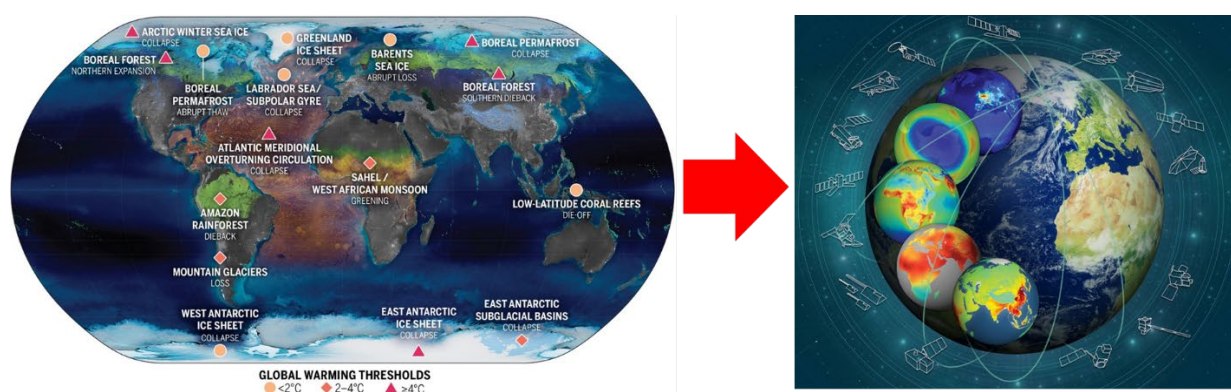 ARCTIC WINTER SEA ICE
COLLAPSE
BOREAL FOREST
NORTHERN EXPANSION
BOREAL
PERMAFROST
ABRUPT THAW
GREENLAND
ICE SHEET
COLLAPSE
LABRADOR SEA/
SUBPOLAR GYRE
COLLAPSE
BARENTS
SEA ICE
ABRUPT LOSS
BOREAL PERMAFROST
COLLAPSE
BOREAL FOREST
SOUTHERN DIEBACK
ATLANTIC MERIDIONAL
OVERTURNING CIRCULATION
COLLAPSE
SAHEL /
WEST AFRICAN MONSOON
GREENING
LOW-LATITUDE CORAL REEFS
DIE-OFF
AMAZON
RAINFOREST
DIEBACK
MOUNTAIN GLACIERS
LOSS
WEST ANTARCTIC
ICE SHEET
COLLAPSE
EAST ANTARCTIC
ICE SHEET
COLLAPSE
EAST ANTARCTIC
SUBGLACIAL BASINS
COLLAPSE
GLOBAL WARMING THRESHOLDS
<2°C 2–4°C ≥4°C